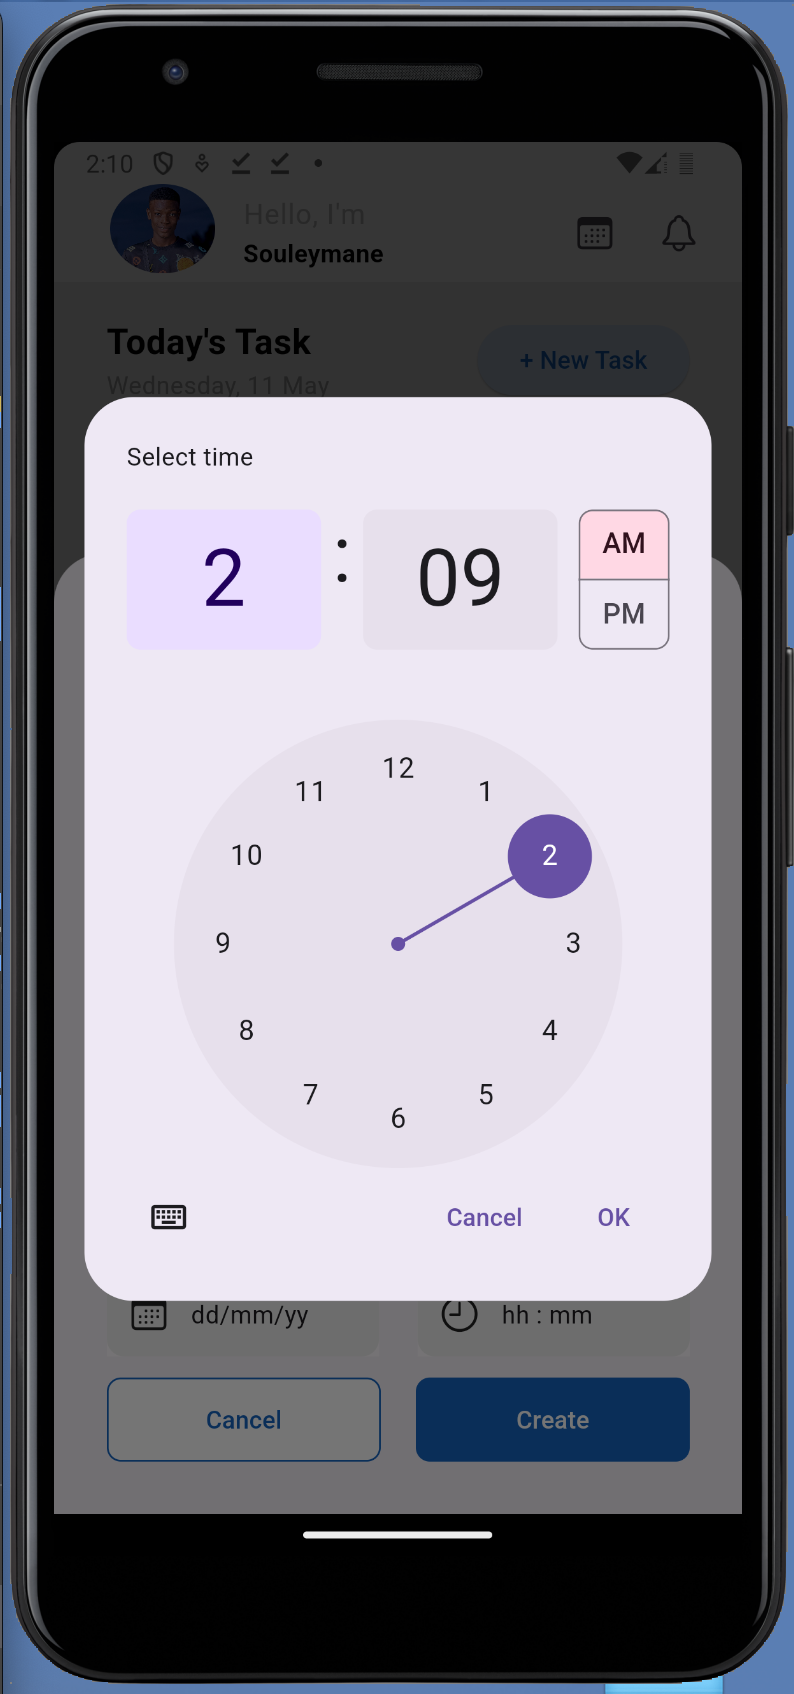 2:10
Hello, I'm
Souleymane
Today's Task
+ New Task
Wednesday, 11 May
Select time
2 : 09
AM
PM
12
11 1
10 2
9 3
8 4
7 5
6
Cancel OK
dd/mm/yy hh : mm
Cancel Create